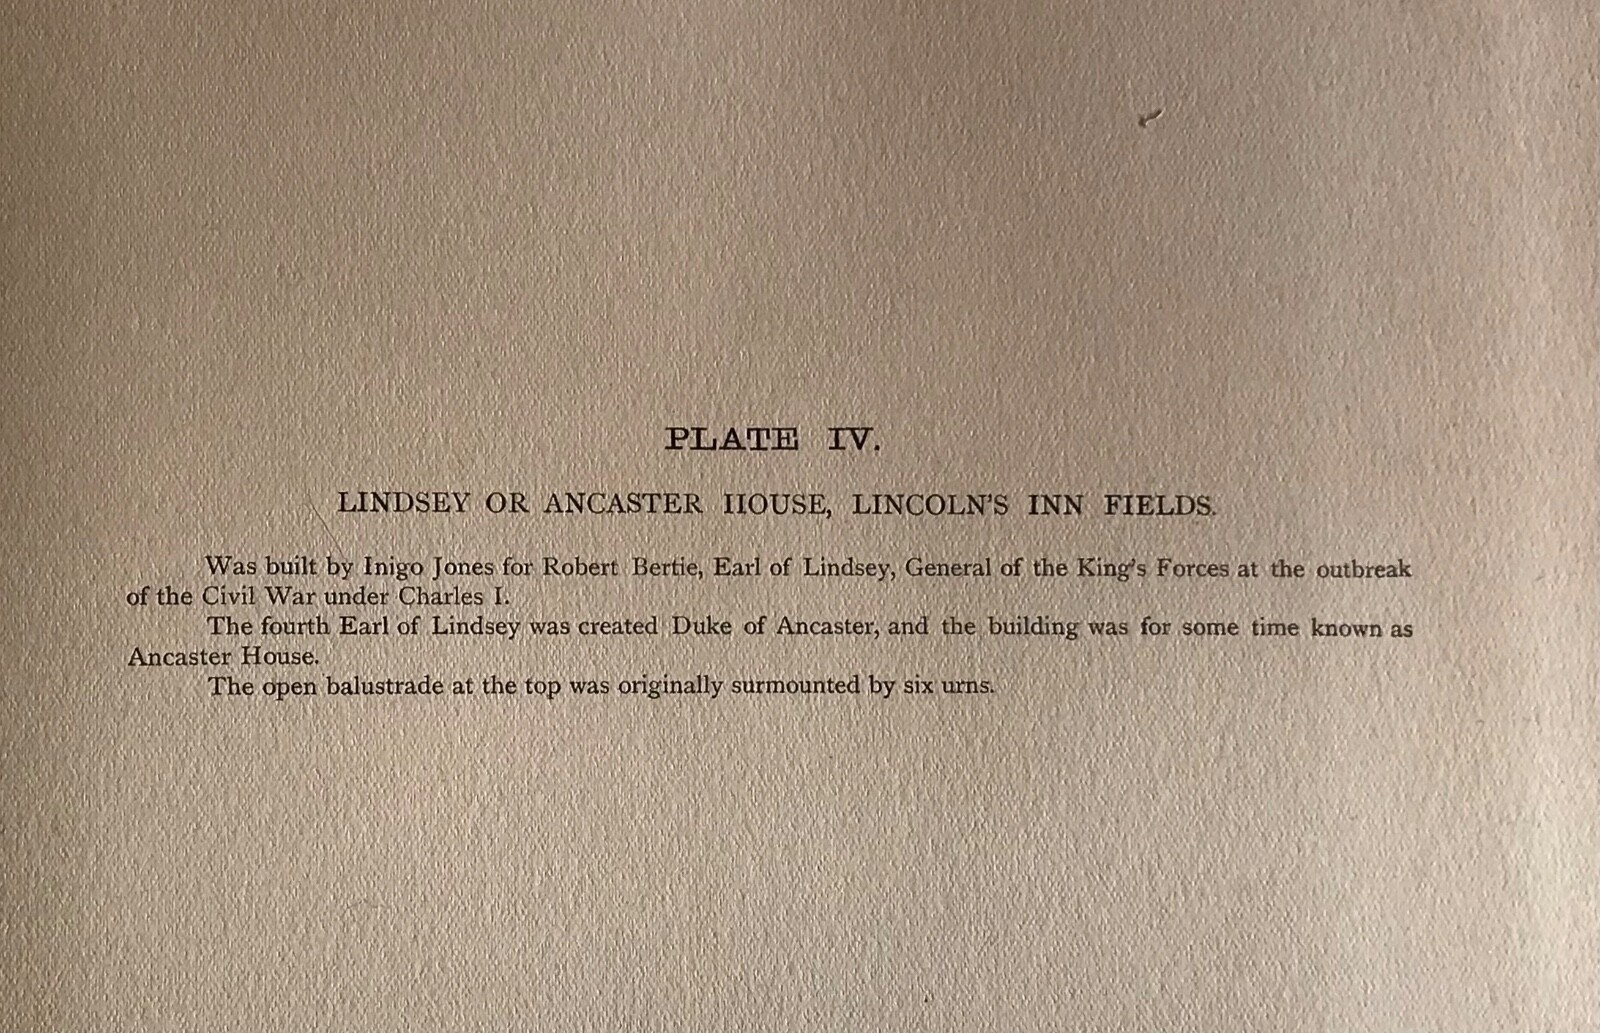 PLATE IV.
LINDSEY OR ANCASTER HOUSE, LINCOLN'S INN FIELDS.
Was built by Inigo Jones for Robert Bertie, Earl of Lindsey, General of the King's Forces at the outbreak
of the Civil War under Charles I.
The fourth Earl of Lindsey was created Duke of Ancaster, and the building was for some time known as
Ancaster House.
The open balustrade at the top was originally surmounted by six urns.